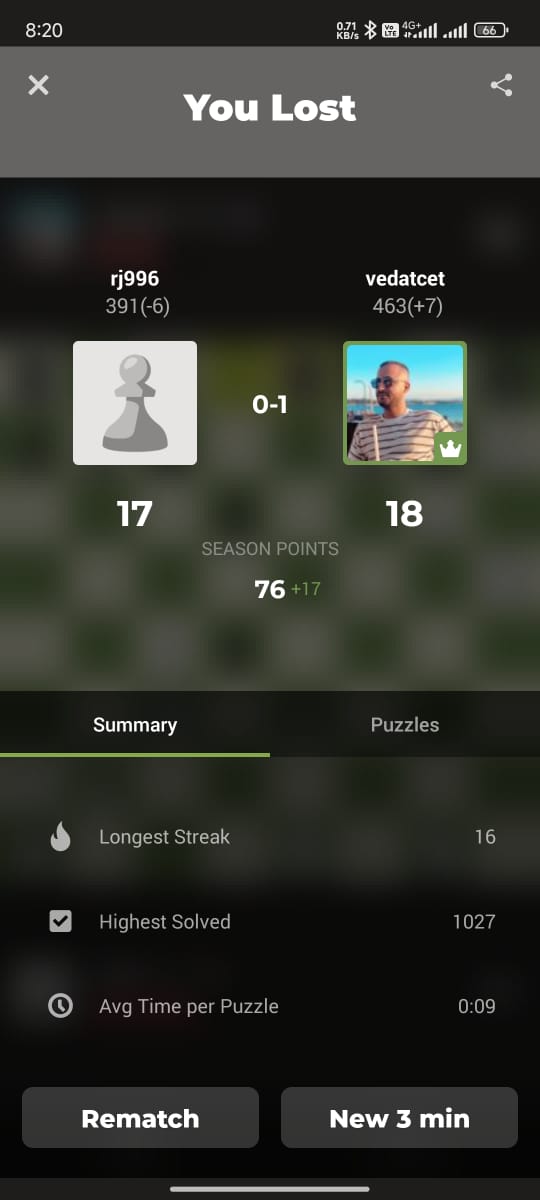 8:20
0.71
KB/s
Vo
LTE
4G+
66
You Lost
rj996
vedatcet
391(-6)
463(+7)
0-1
17
18
SEASON POINTS
76 +17
Summary
Puzzles
Longest Streak
16
Highest Solved
1027
Avg Time per Puzzle
0:09
Rematch
New 3 min